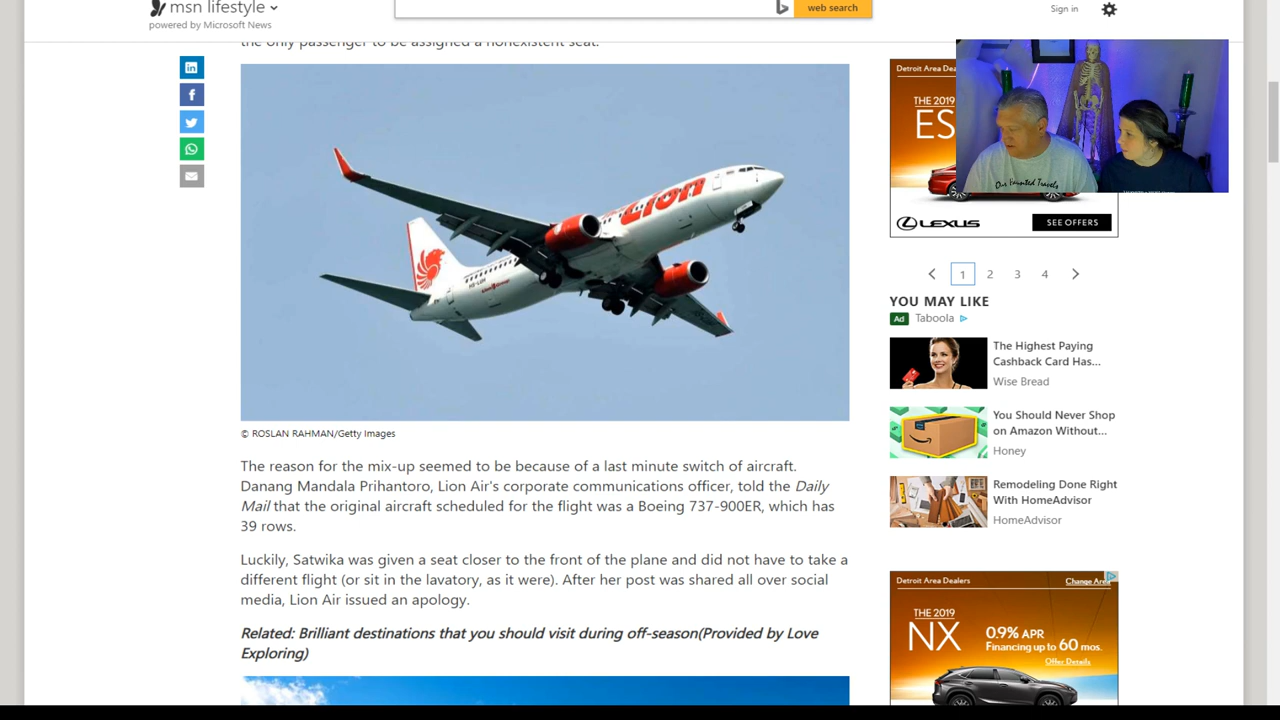 msn lifestyle
powered by Microsoft News
web search
Sign in
the only passenger to be assigned a nonexistent seat.
Lion
© ROSLAN RAHMAN/Getty Images
The reason for the mix-up seemed to be because of a last minute switch of aircraft.
Danang Mandala Prihantoro, Lion Air's corporate communications officer, told the Daily
Mail that the original aircraft scheduled for the flight was a Boeing 737-900ER, which has
39 rows.
Luckily, Satwika was given a seat closer to the front of the plane and did not have to take a
different flight (or sit in the lavatory, as it were). After her post was shared all over social
media, Lion Air issued an apology.
Related: Brilliant destinations that you should visit during off-season(Provided by Love
Exploring)
Detroit Area Dea
THE 2019
ES
Our Haunted Travels
LEXUS
SEE OFFERS
1 2 3 4
YOU MAY LIKE
Ad Taboola
The Highest Paying
Cashback Card Has...
Wise Bread
You Should Never Shop
on Amazon Without...
Honey
Remodeling Done Right
With HomeAdvisor
HomeAdvisor
Detroit Area Dealers
Change Area
THE 2019
NX
0.9% APR
Financing up to 60 mos.
Offer Details